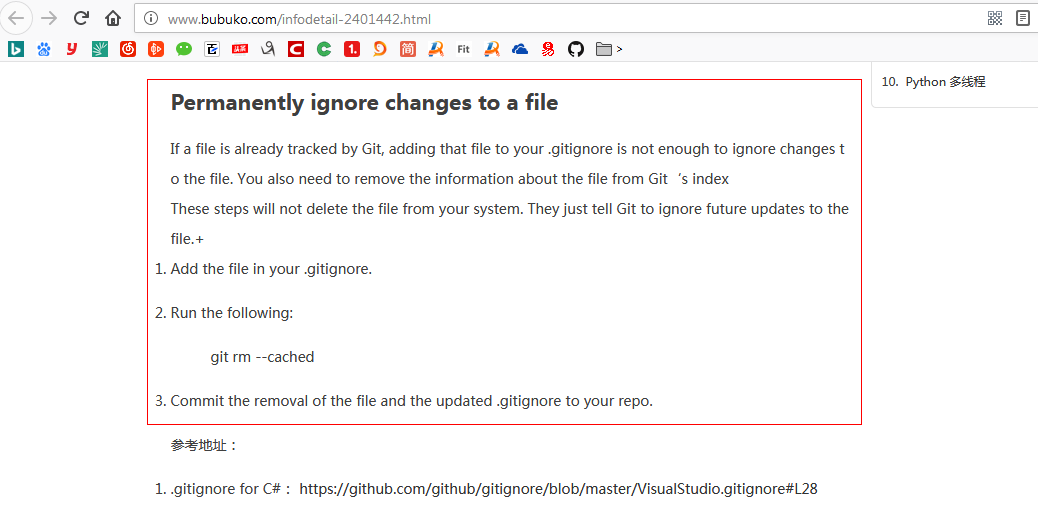 www.bubuko.com/infodetail-2401442.html
Fit
>
10. Python 多线程
Permanently ignore changes to a file
If a file is already tracked by Git, adding that file to your .gitignore is not enough to ignore changes t
o the file. You also need to remove the information about the file from Git‘s index
These steps will not delete the file from your system. They just tell Git to ignore future updates to the
file.+
1. Add the file in your .gitignore.
2. Run the following:
git rm --cached
3. Commit the removal of the file and the updated .gitignore to your repo.
参考地址：
1. .gitignore for C#： https://github.com/github/gitignore/blob/master/VisualStudio.gitignore#L28